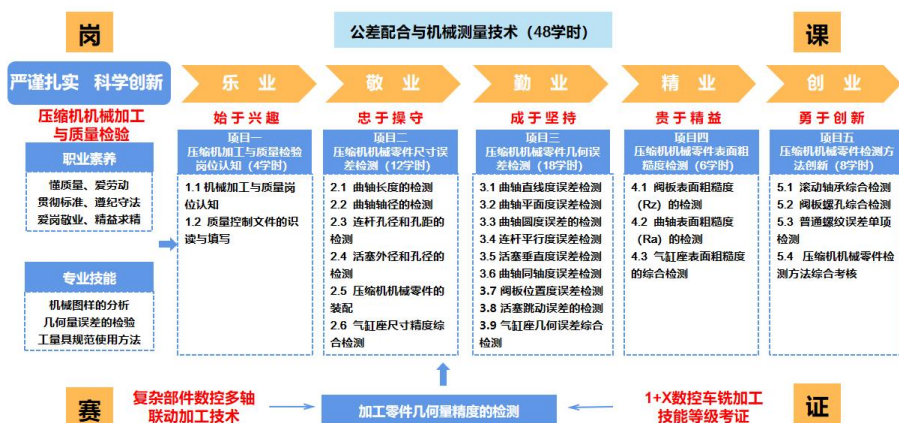 岗
公差配合与机械测量技术（48学时）
课
严谨扎实 科学创新
乐 业
敬 业
勤 业
精 业
创 业
压缩机机械加工
与质量检验
职业素养
懂质量、爱劳动
贯彻标准、遵纪守法
爱岗敬业、精益求精
专业技能
机械图样的分析
几何量误差的检验
工量具规范使用方法
始于兴趣
项目一
压缩机加工与质量检验
岗位认知（4学时）
1.1 机械加工与质量岗
位认知
1.2 质量控制文件的识
读与填写
忠于操守
项目二
压缩机机械零件尺寸误
差检测（12学时）
2.1 曲轴长度的检测
2.2 曲轴轴径的检测
2.3 连杆孔径和孔距的
检测
2.4 活塞外径和孔径的
检测
2.5 压缩机机械零件的
装配
2.6 气缸座尺寸精度综
合检测
成于坚持
项目三
压缩机机械零件几何误
差检测（18学时）
3.1 曲轴直线度误差检测
3.2 曲轴平面度误差检测
3.3 曲轴圆度误差的检测
3.4 连杆平行度误差检测
3.5 活塞垂直度误差检测
3.6 曲轴同轴度误差检测
3.7 阀板位置度误差检测
3.8 活塞跳动误差的检测
3.9 气缸座几何误差综合
检测
贵于精益
项目四
压缩机机械零件表面粗
糙度检测（6学时）
4.1 阀板表面粗糙度
（Rz）的检测
4.2 曲轴表面粗糙度
（Ra）的检测
4.3 气缸座表面粗糙度
的综合检测
勇于创新
项目五
压缩机机械零件检测方
法创新（8学时）
5.1 滚动轴承综合检测
5.2 阀板螺孔综合检测
5.3 普通螺纹误差单项
检测
5.4 压缩机机械零件检
测方法综合考核
赛
复杂部件数控多轴
联动加工技术
加工零件几何量精度的检测
1+X数控车铣加工
技能等级考证
证